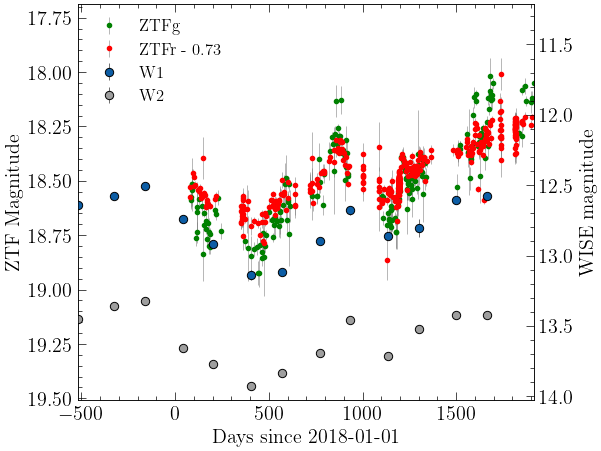 ZTFg
ZTFr - 0.73
W1
W2
17.75
18.00
18.25
18.50
18.75
19.00
19.25
19.50
ZTF Magnitude
11.5
12.0
12.5
13.0
13.5
14.0
WISE magnitude
−500
0
500
1000
1500
Days since 2018-01-01